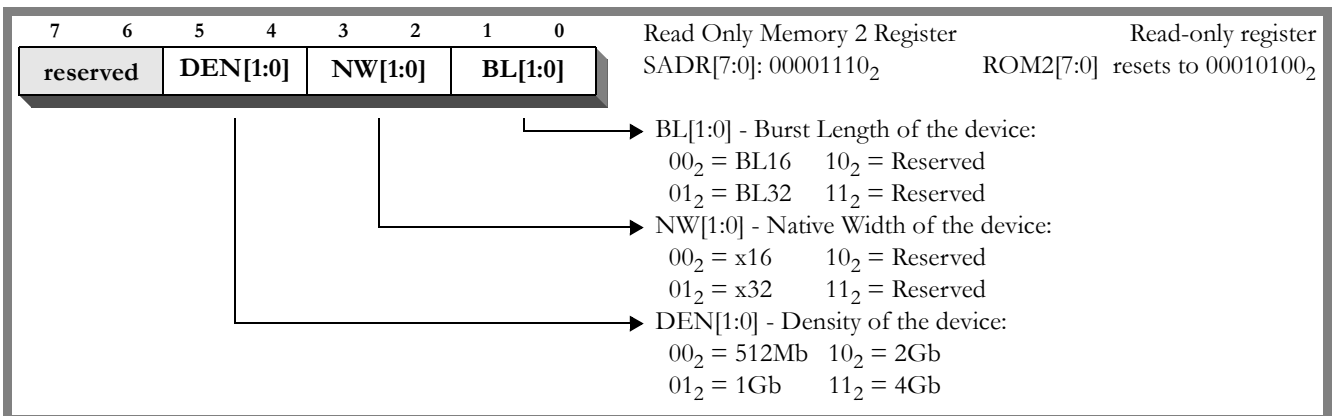 7 6 5 4 3 2 1 0
reserved DEN[1:0] NW[1:0] BL[1:0]
Read Only Memory 2 Register Read-only register
SADR[7:0]: 00001110₂ ROM2[7:0] resets to 00010100₂
BL[1:0] - Burst Length of the device:
00₂ = BL16 10₂ = Reserved
01₂ = BL32 11₂ = Reserved
NW[1:0] - Native Width of the device:
00₂ = x16 10₂ = Reserved
01₂ = x32 11₂ = Reserved
DEN[1:0] - Density of the device:
00₂ = 512Mb 10₂ = 2Gb
01₂ = 1Gb 11₂ = 4Gb